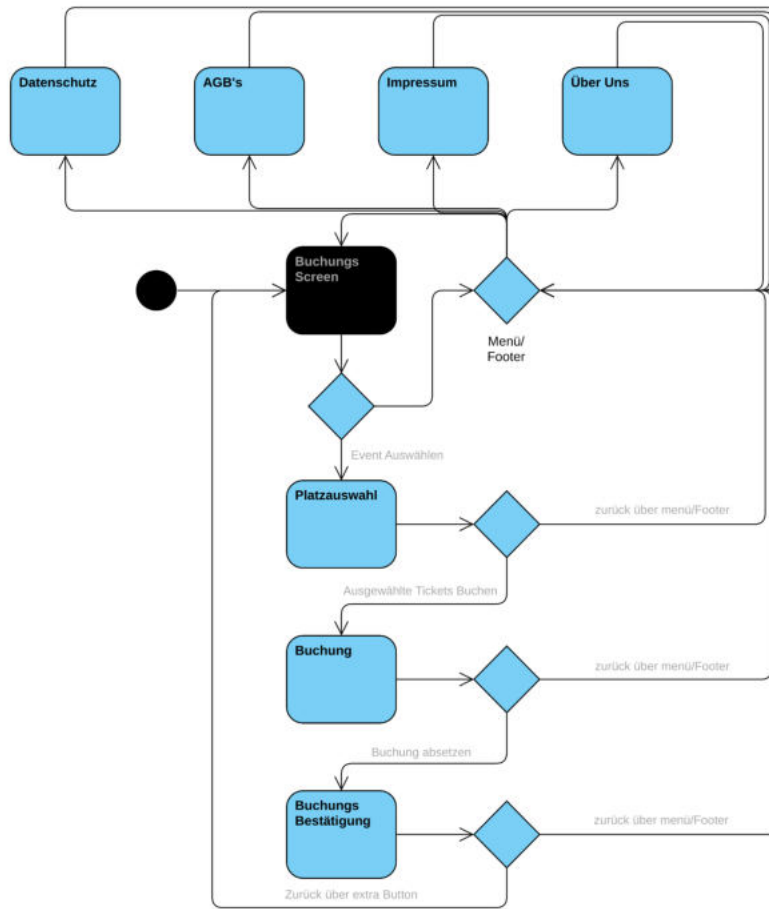 Datenschutz
AGB's
Impressum
Über Uns
Buchungs
Screen
Menü/
Footer
Event Auswählen
Platzauswahl
zurück über menü/Footer
Ausgewählte Tickets Buchen
Buchung
zurück über menü/Footer
Buchung absetzen
Buchungs
Bestätigung
zurück über menü/Footer
Zurück über extra Button